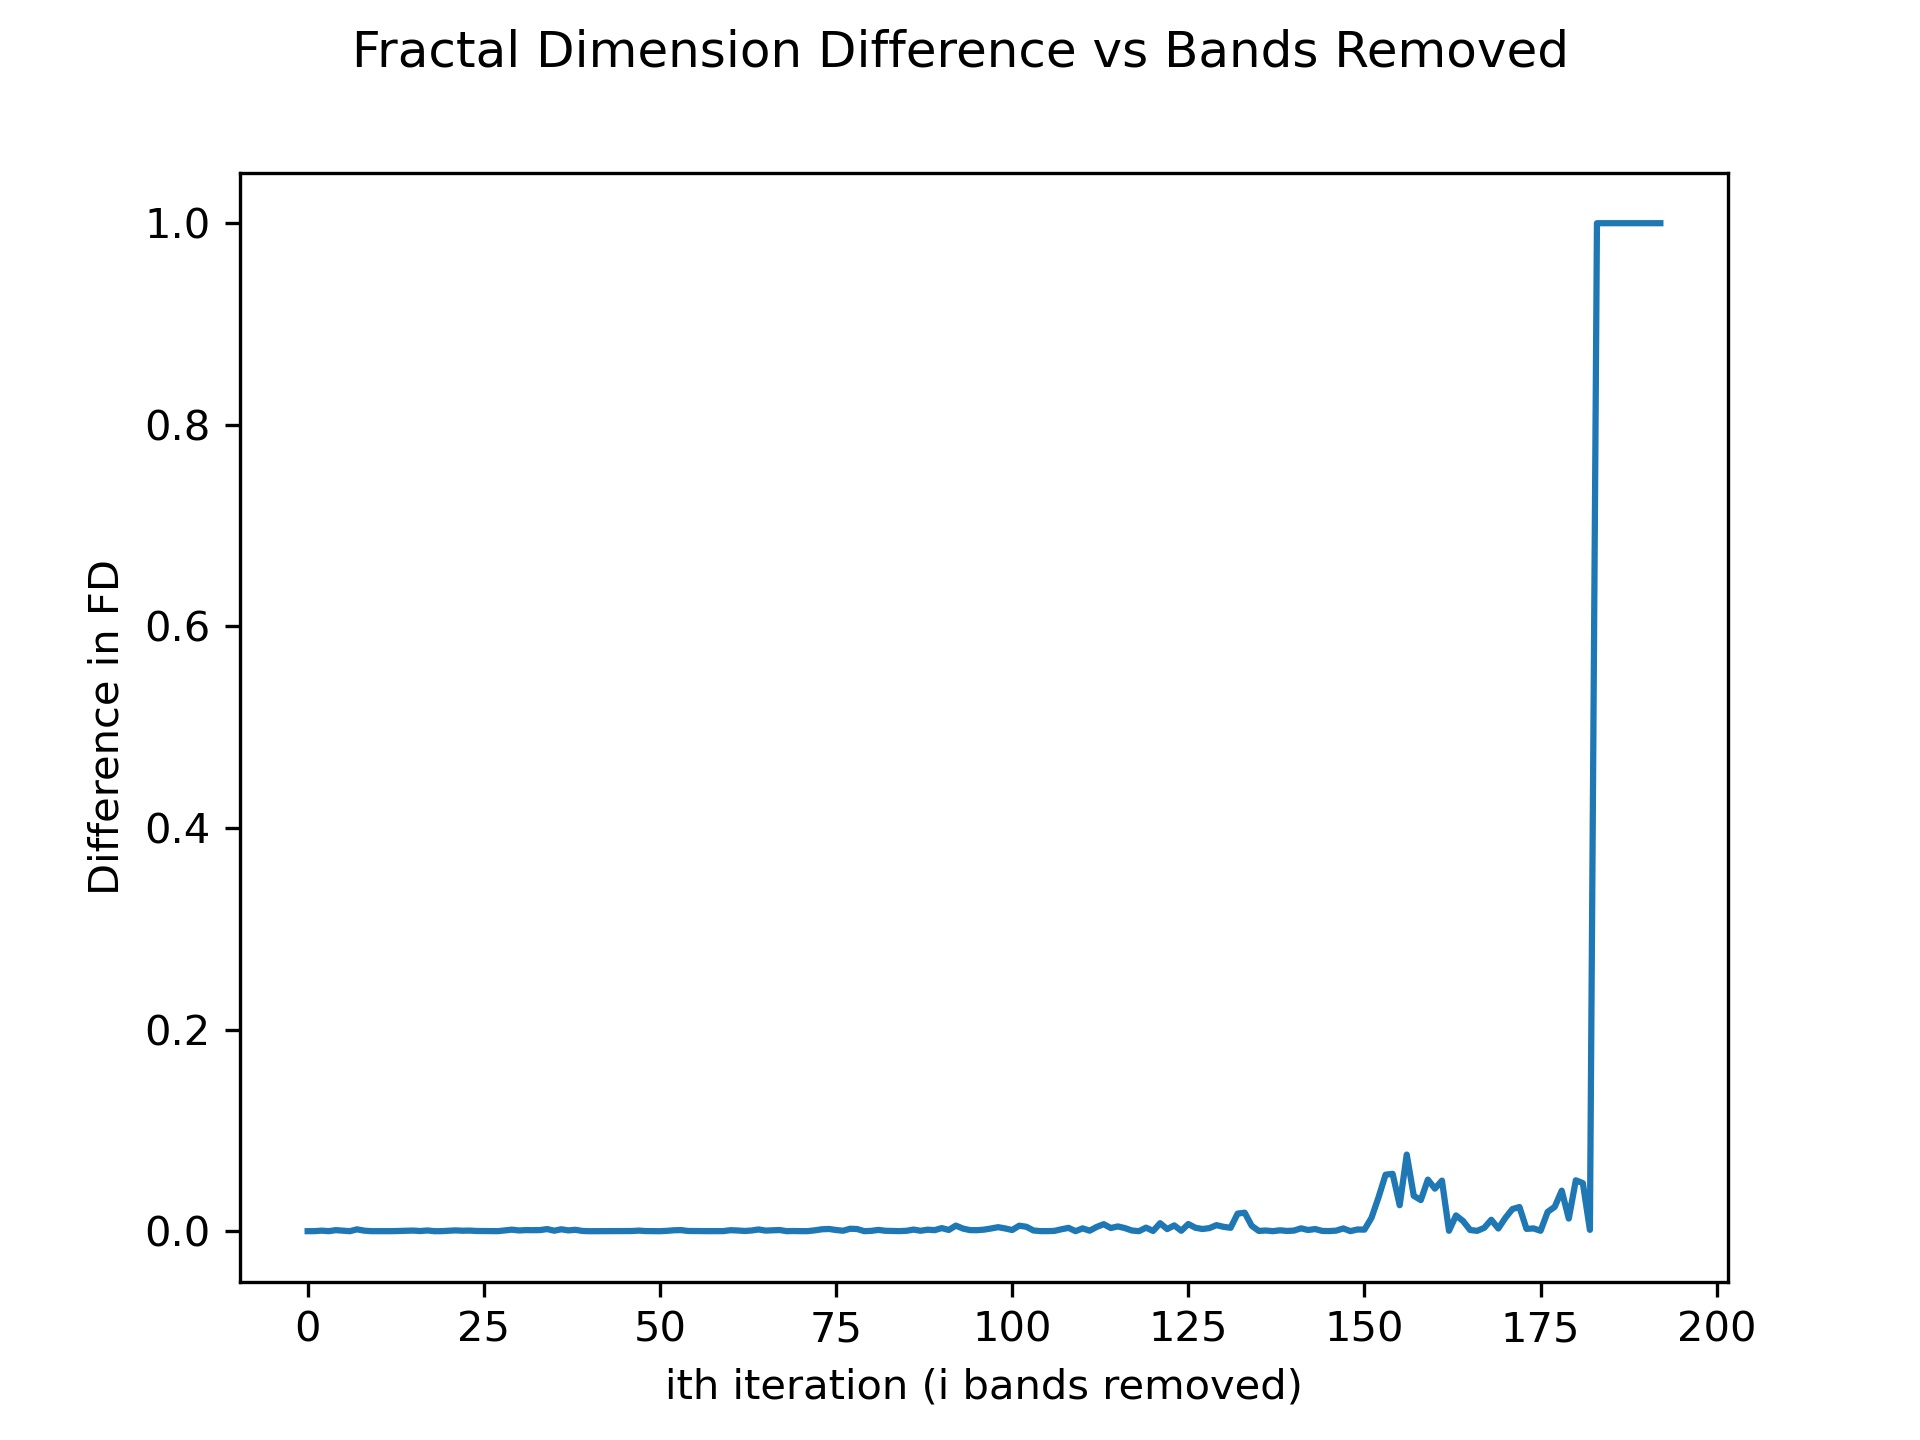 Fractal Dimension Difference vs Bands Removed
1.0
0.8
0.6
0.4
0.2
0.0
Difference in FD
0 25 50 75 100 125 150 175 200
ith iteration (i bands removed)